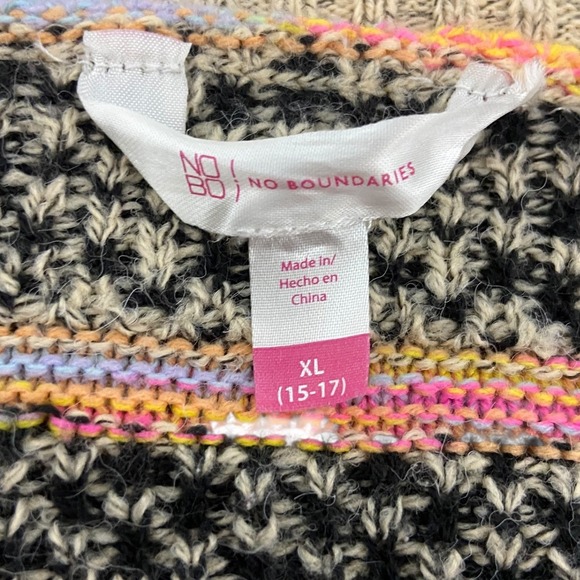 NO BO
NO BOUNDARIES
Made in/
Hecho en
China
XL
(15-17)